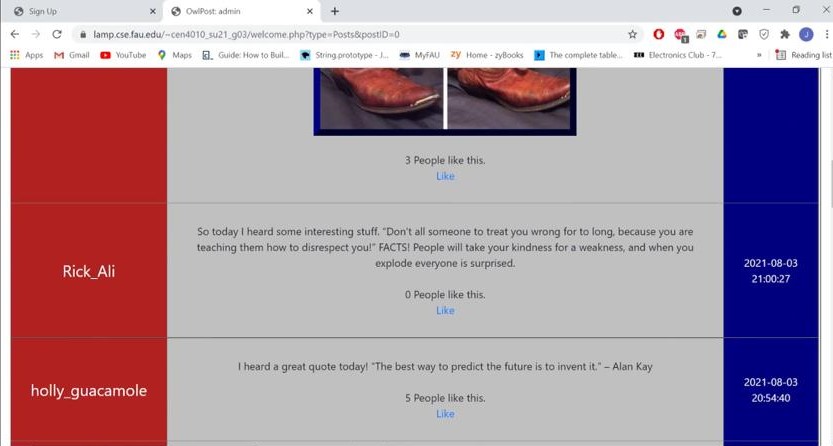 Sign Up
OwlPost: admin
lamp.cse.fau.edu/~cen4010_su21_g03/welcome.php?type=Posts&postID=0
Apps Gmail YouTube Maps Guide: How to Buil... String.prototype - J... MyFAU Home - zyBooks The complete table... Electronics Club - 7... » Reading list
3 People like this.
Like
Rick_Ali
So today I heard some interesting stuff. "Don't all someone to treat you wrong for to long, because you are
teaching them how to disrespect you!" FACTS! People will take your kindness for a weakness, and when you
explode everyone is surprised.
0 People like this.
Like
2021-08-03
21:00:27
holly_guacamole
I heard a great quote today! "The best way to predict the future is to invent it." – Alan Kay
5 People like this.
Like
2021-08-03
20:54:40